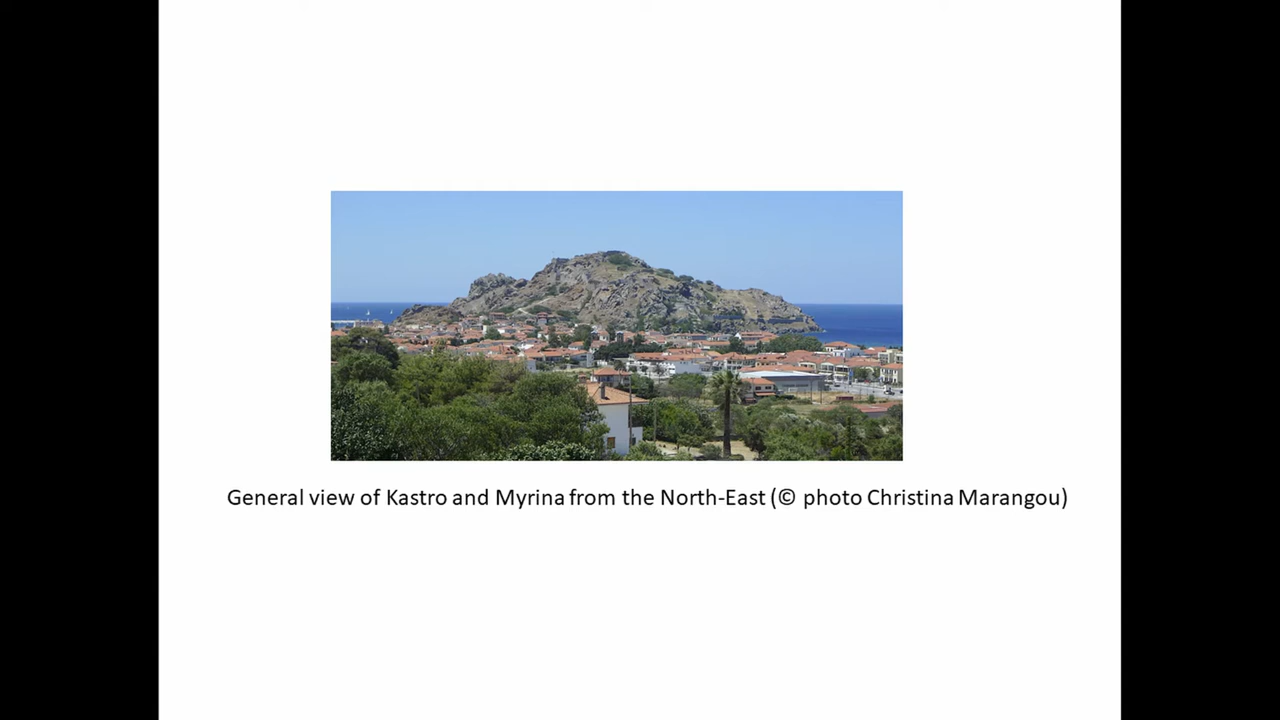 General view of Kastro and Myrina from the North-East (© photo Christina Marangou)